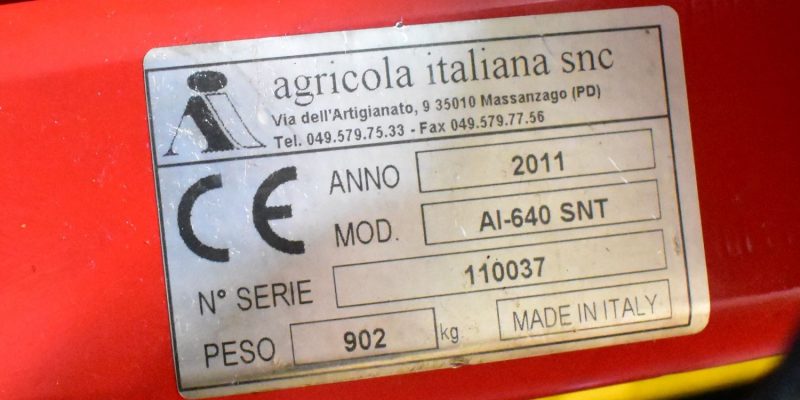 agricola italiana snc
Via dell'Artigianato, 9 35010 Massanzago (PD)
Tel. 049.579.75.33 - Fax 049.579.77.56
CE
ANNO 2011
MOD. AI-640 SNT
N° SERIE 110037
PESO 902 kg MADE IN ITALY